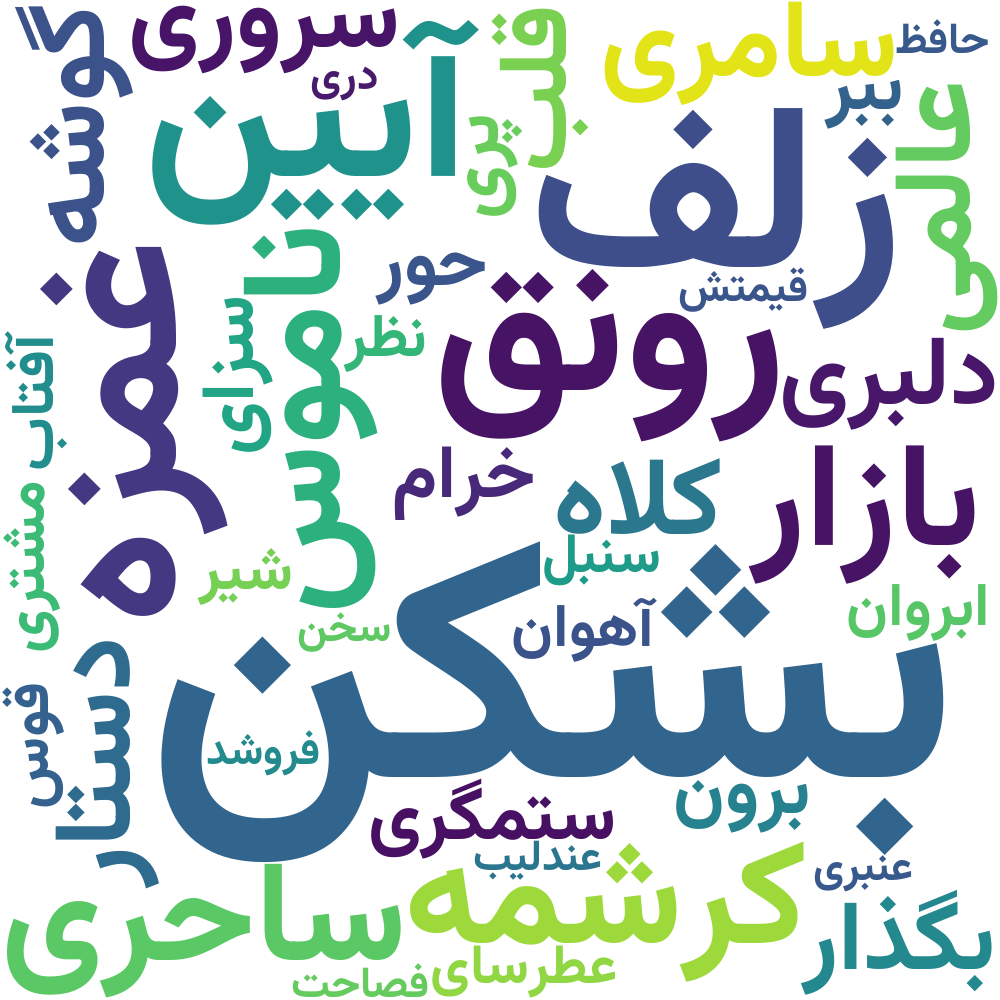 گوشه
سروری
دری
آیین
قلب
پری
سامری
حافظ
ببر
زلف
عالمی
غمزه
ناموس
سزای
حور
نظر
قیمتش
رونق
دلبری
آفتاب
مشتری
خرام
کلاه
بازار
سنبل
شیر
سخن
آهوان
ابروان
بشکن
دستار
قوس
فروشد
برون
ستمگری
عندلیب
کرشمه
عنبری
بگذار
ساحری
عطرسای
فصاحت